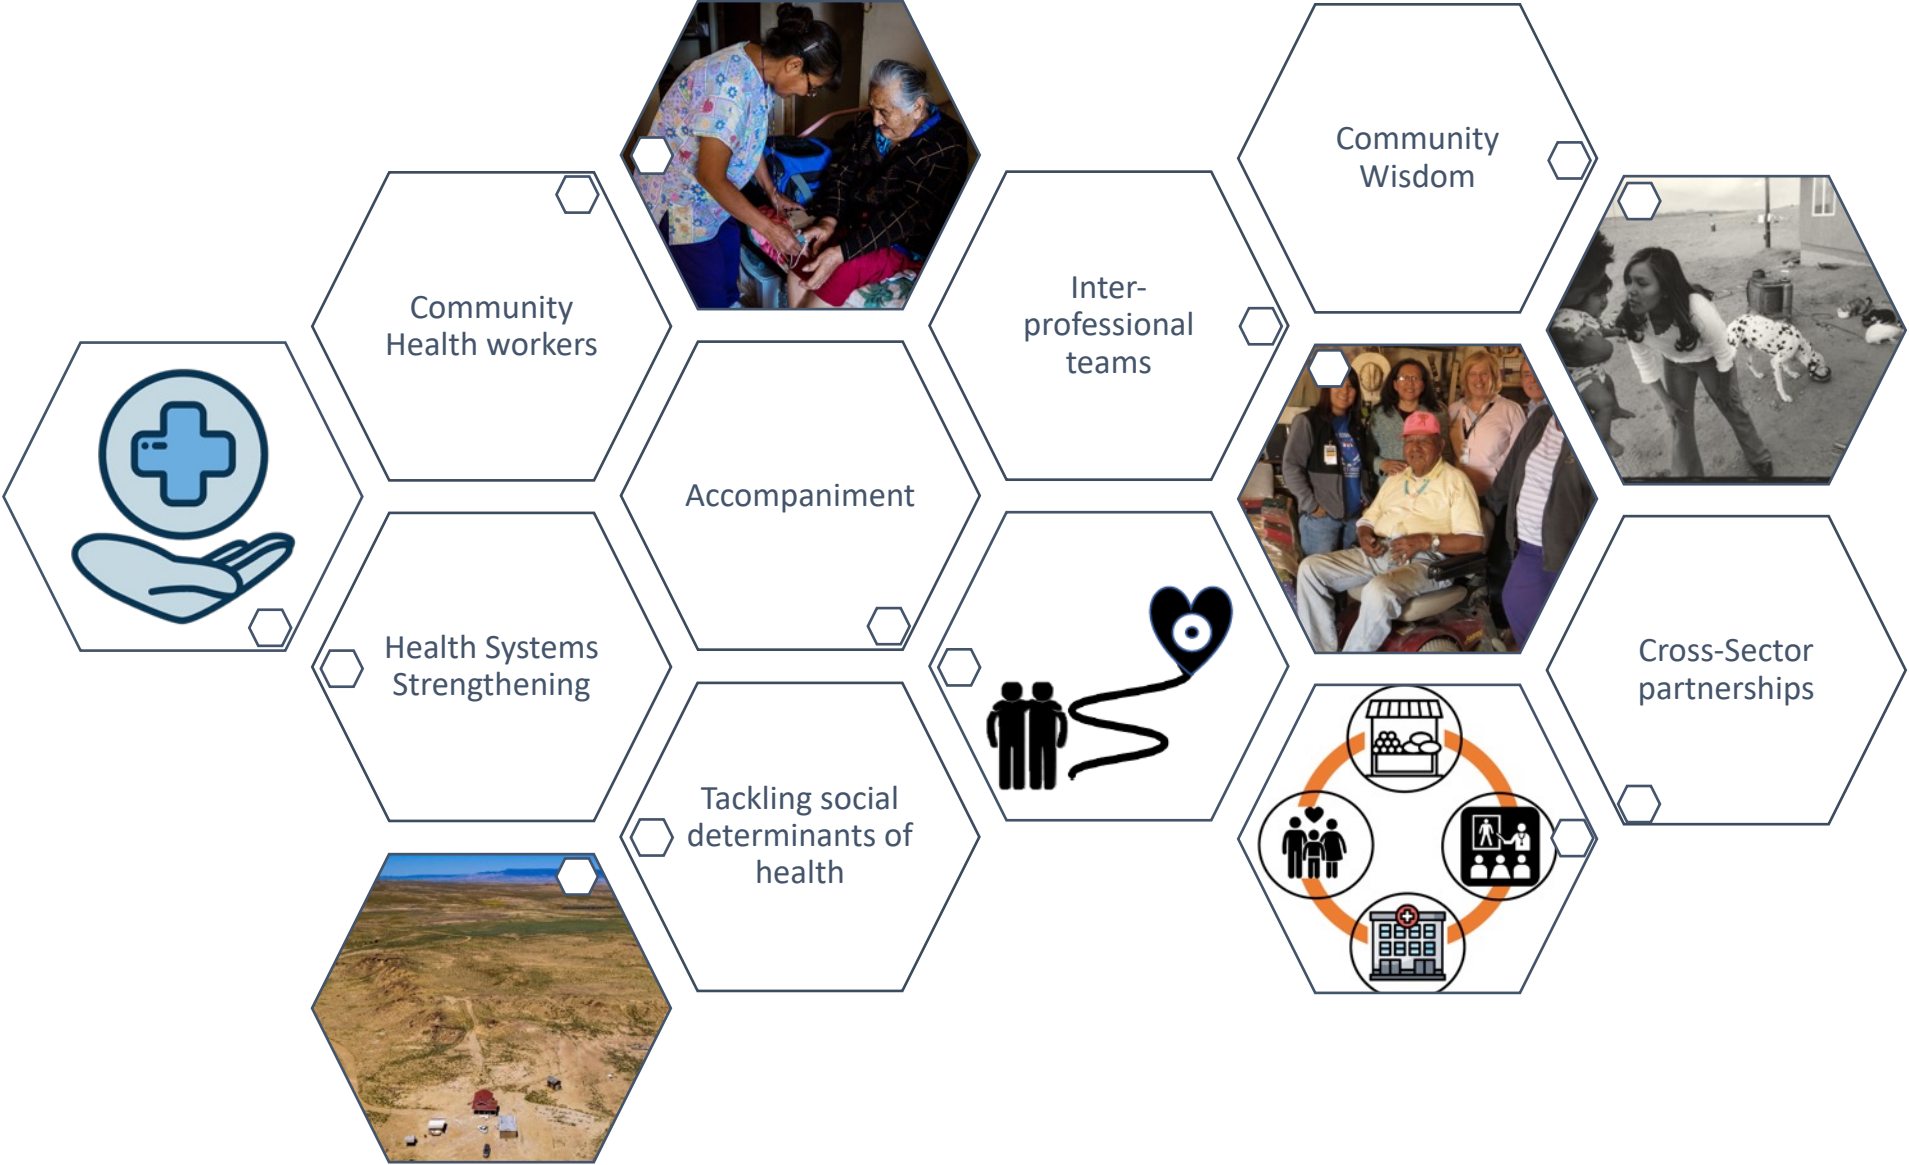 Community
Health workers
Health Systems
Strengthening
Accompaniment
Tackling social
determinants of
health
Inter-
professional
teams
Community
Wisdom
Cross-Sector
partnerships